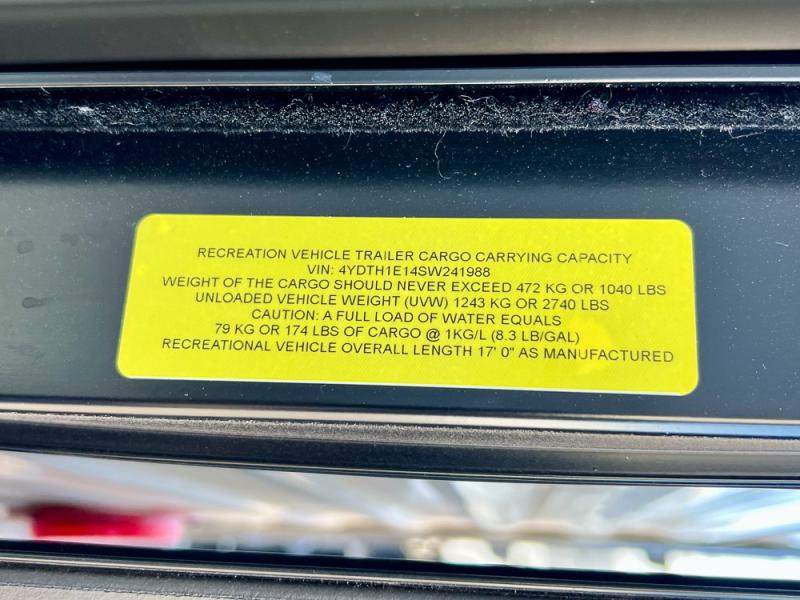 RECREATION VEHICLE TRAILER CARGO CARRYING CAPACITY
VIN: 4YDTH1E14SW241988
WEIGHT OF THE CARGO SHOULD NEVER EXCEED 472 KG OR 1040 LBS
UNLOADED VEHICLE WEIGHT (UVW) 1243 KG OR 2740 LBS
CAUTION: A FULL LOAD OF WATER EQUALS
79 KG OR 174 LBS OF CARGO @ 1KG/L (8.3 LB/GAL)
RECREATIONAL VEHICLE OVERALL LENGTH 17' 0" AS MANUFACTURED